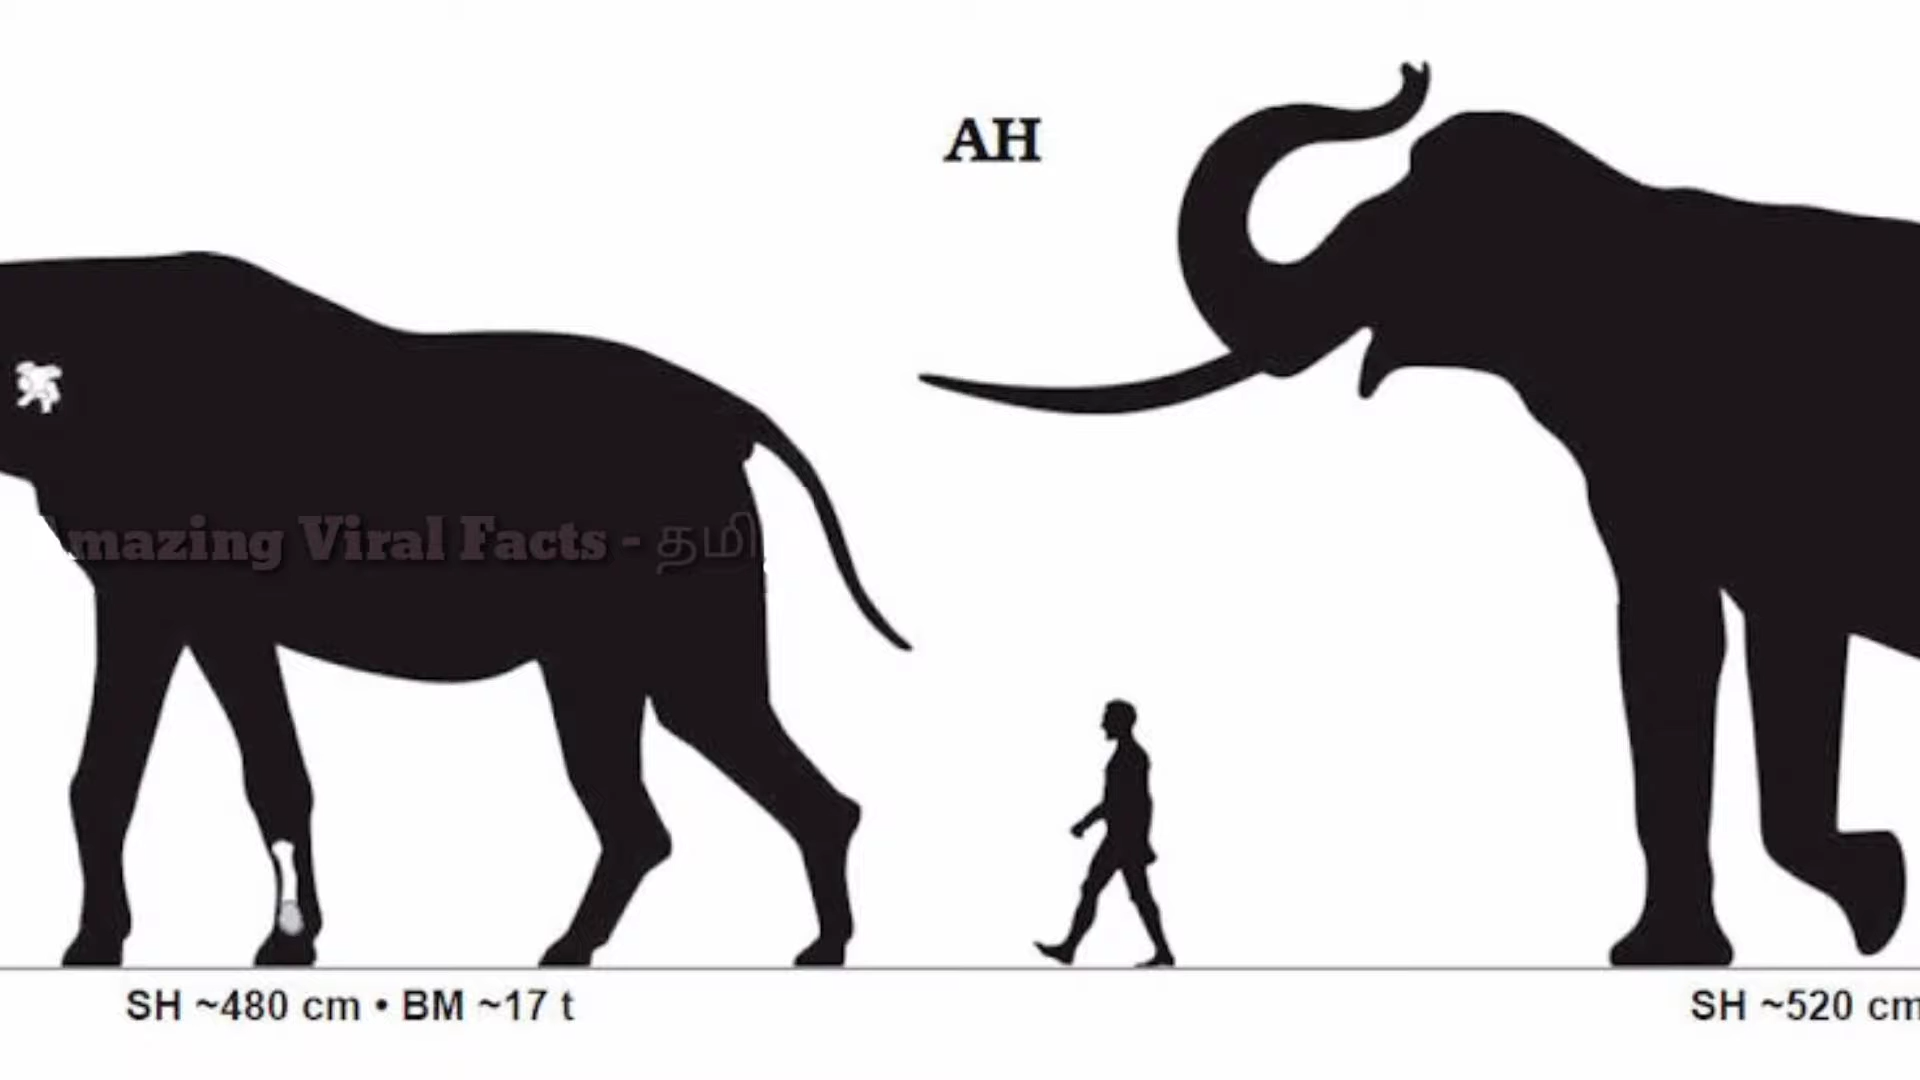 AH
mazing Viral Facts - தமி
SH ~480 cm • BM ~17 t
SH ~520 cm